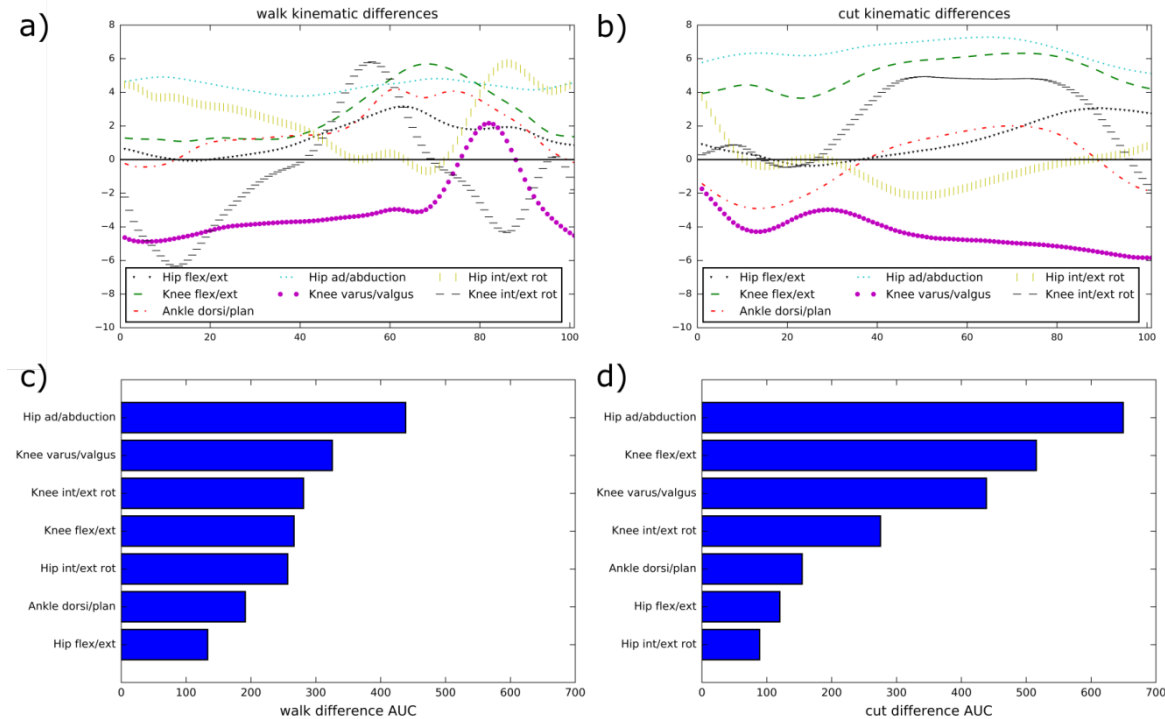 a)
walk kinematic differences
8
6
4
2
0
−2
−4
−6
−8
−10
Hip flex/ext
Hip ad/abduction
Hip int/ext rot
Knee flex/ext
Knee varus/valgus
Knee int/ext rot
Ankle dorsi/plan
0 20 40 60 80 100
b)
cut kinematic differences
8
6
4
2
0
−2
−4
−6
−8
−10
Hip flex/ext
Hip ad/abduction
Hip int/ext rot
Knee flex/ext
Knee varus/valgus
Knee int/ext rot
Ankle dorsi/plan
0 20 40 60 80 100
c)
Hip ad/abduction
Knee varus/valgus
Knee int/ext rot
Knee flex/ext
Hip int/ext rot
Ankle dorsi/plan
Hip flex/ext
0 100 200 300 400 500 600 700
walk difference AUC
d)
Hip ad/abduction
Knee flex/ext
Knee varus/valgus
Knee int/ext rot
Ankle dorsi/plan
Hip flex/ext
Hip int/ext rot
0 100 200 300 400 500 600 700
cut difference AUC